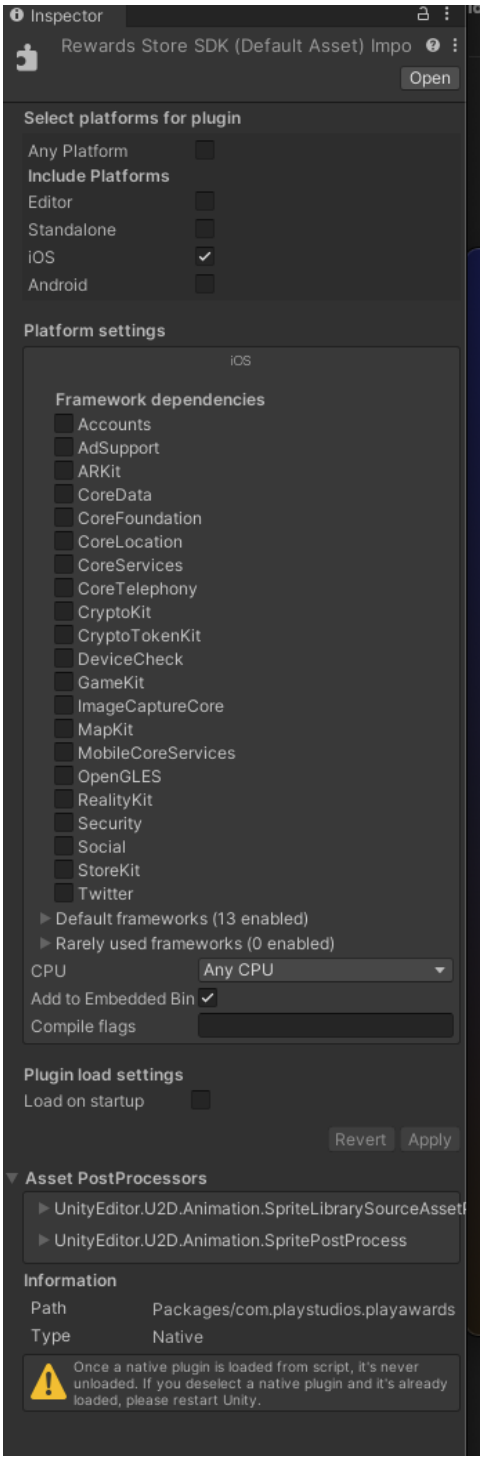 Inspector
Rewards Store SDK (Default Asset) Impo
Open
Select platforms for plugin
Any Platform
Include Platforms
Editor
Standalone
iOS
Android
Platform settings
iOS
Framework dependencies
Accounts
AdSupport
ARKit
CoreData
CoreFoundation
CoreLocation
CoreServices
CoreTelephony
CryptoKit
CryptoTokenKit
DeviceCheck
GameKit
ImageCaptureCore
MapKit
MobileCoreServices
OpenGLES
RealityKit
Security
Social
StoreKit
Twitter
Default frameworks (13 enabled)
Rarely used frameworks (0 enabled)
CPU Any CPU
Add to Embedded Bin
Compile flags
Plugin load settings
Load on startup
Revert Apply
Asset PostProcessors
UnityEditor.U2D.Animation.SpriteLibrarySourceAsset
UnityEditor.U2D.Animation.SpritePostProcess
Information
Path Packages/com.playstudios.playawards
Type Native
Once a native plugin is loaded from script, it's never
unloaded. If you deselect a native plugin and it's already
loaded, please restart Unity.